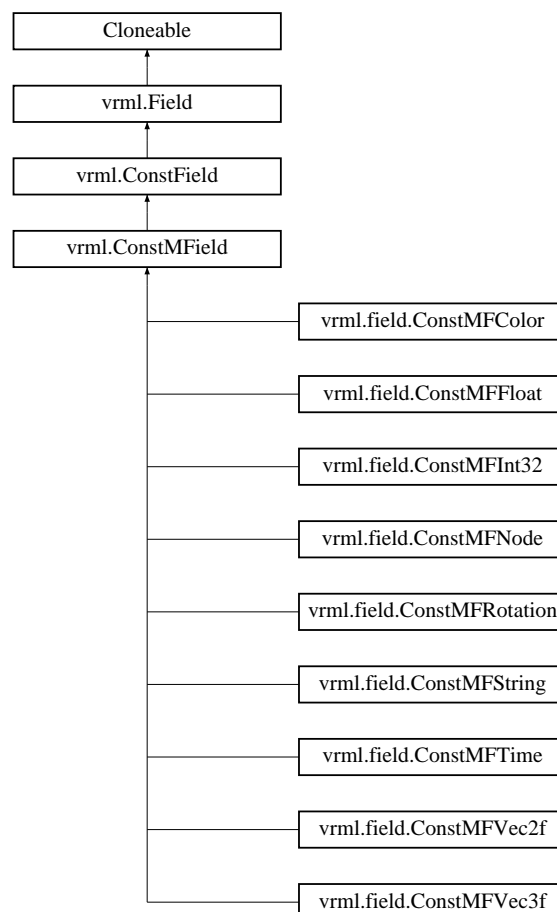 Cloneable
vrml.Field
vrml.ConstField
vrml.ConstMField
vrml.field.ConstMFColor
vrml.field.ConstMFFloat
vrml.field.ConstMFInt32
vrml.field.ConstMFNode
vrml.field.ConstMFRotation
vrml.field.ConstMFString
vrml.field.ConstMFTime
vrml.field.ConstMFVec2f
vrml.field.ConstMFVec3f